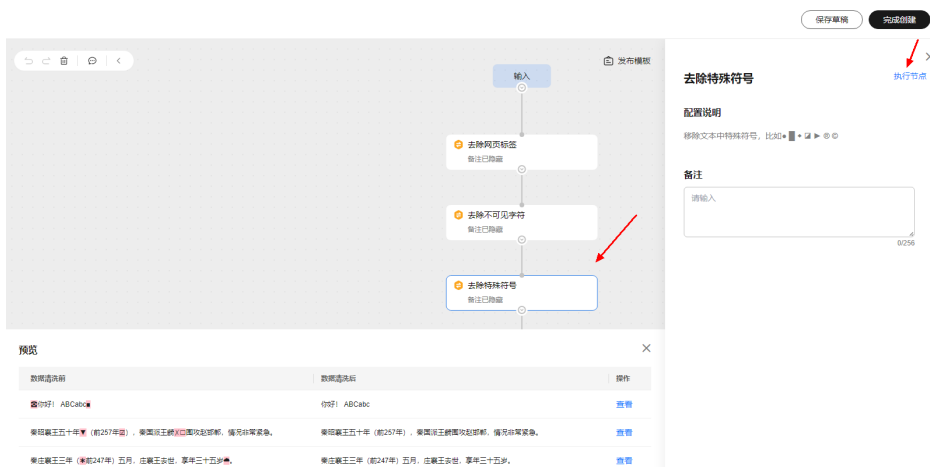 保存草稿
完成创建
发布模板
输入
去除网页标签
备注已隐藏
去除不可见字符
备注已隐藏
去除特殊符号
备注已隐藏
去除特殊符号
执行节点
配置说明
移除文本中特殊符号，比如● █ ◆ ◪ ▶ ® ©
备注
请输入
0/256
预览
数据清洗前 数据清洗后 操作
你好！ ABCabc 你好！ ABCabc 查看
秦昭襄王五十年▼（前257年），秦国派王龁围攻赵邯郸，情况非常紧急。 秦昭襄王五十年（前257年），秦国派王龁围攻赵邯郸，情况非常紧急。 查看
秦庄襄王三年（前247年）五月，庄襄王去世，享年三十五岁。 秦庄襄王三年（前247年）五月，庄襄王去世，享年三十五岁。 查看